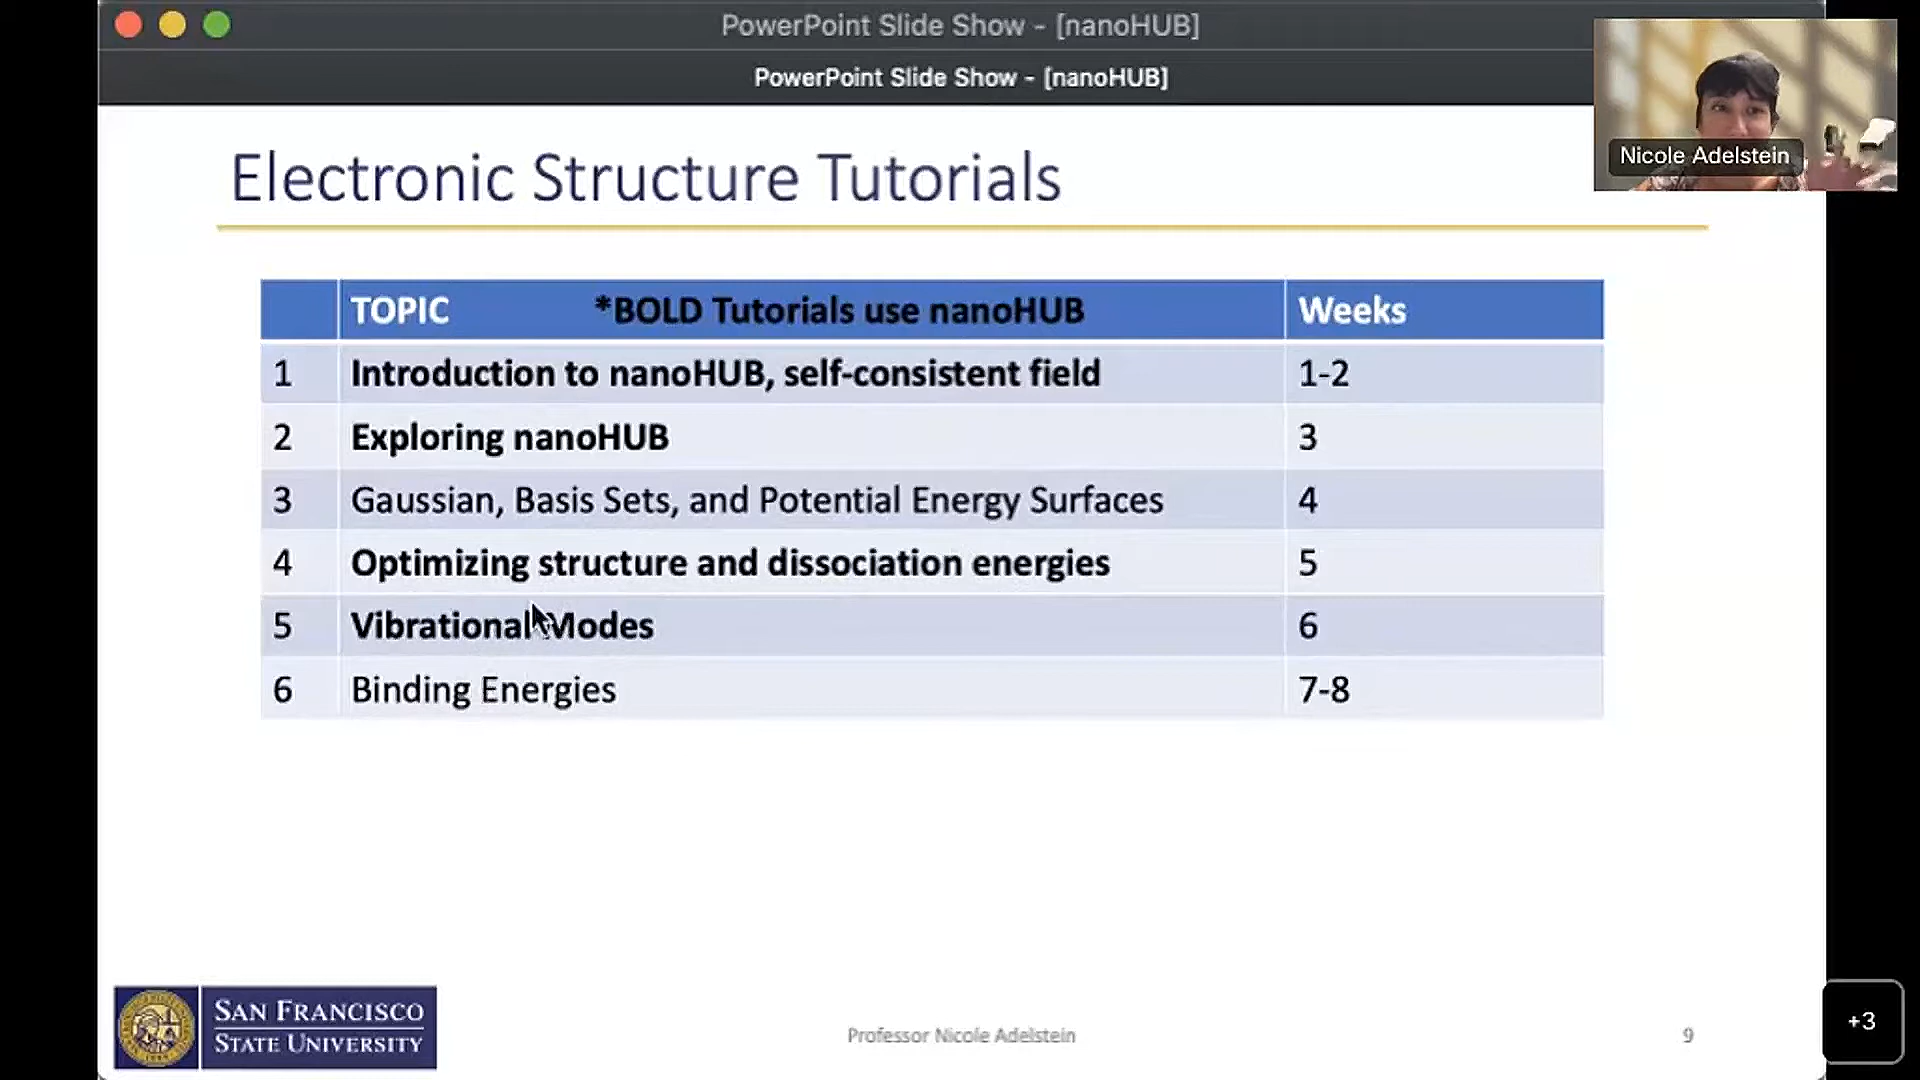 PowerPoint Slide Show - [nanoHUB]
PowerPoint Slide Show - [nanoHUB]
Nicole Adelstein
Electronic Structure Tutorials
TOPIC *BOLD Tutorials use nanoHUB Weeks
1 Introduction to nanoHUB, self-consistent field 1-2
2 Exploring nanoHUB 3
3 Gaussian, Basis Sets, and Potential Energy Surfaces 4
4 Optimizing structure and dissociation energies 5
5 Vibrational Modes 6
6 Binding Energies 7-8
SAN FRANCISCO
STATE UNIVERSITY
Professor Nicole Adelstein
9
+3